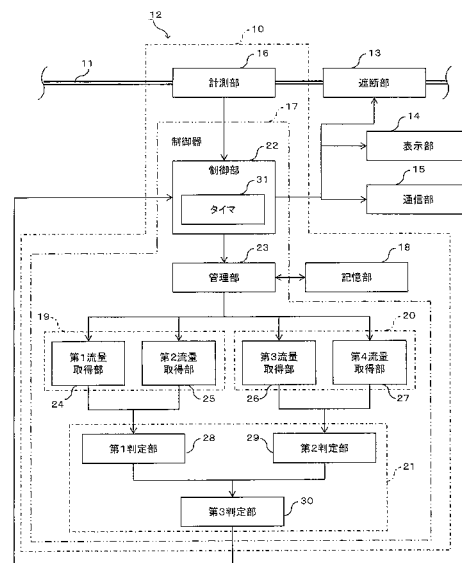 12
10
16
13
11
計測部
遮断部
17
14
制御器
22
表示部
制御部
31
15
タイマ
通信部
23
18
管理部
記憶部
19
20
第1流量
取得部
第2流量
取得部
第3流量
取得部
第4流量
取得部
24
25
26
27
第1判定部
28
29
第2判定部
21
第3判定部
30